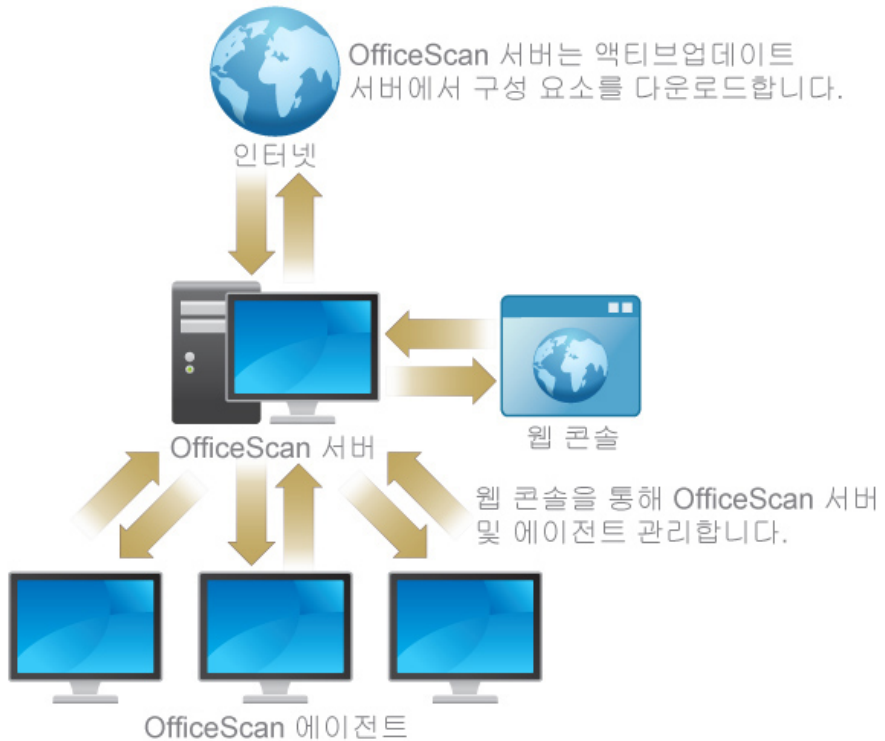 OfficeScan 서버는 액티브업데이트
서버에서 구성 요소를 다운로드합니다.
인터넷
OfficeScan 서버
웹 콘솔
웹 콘솔을 통해 OfficeScan 서버
및 에이전트 관리합니다.
OfficeScan 에이전트